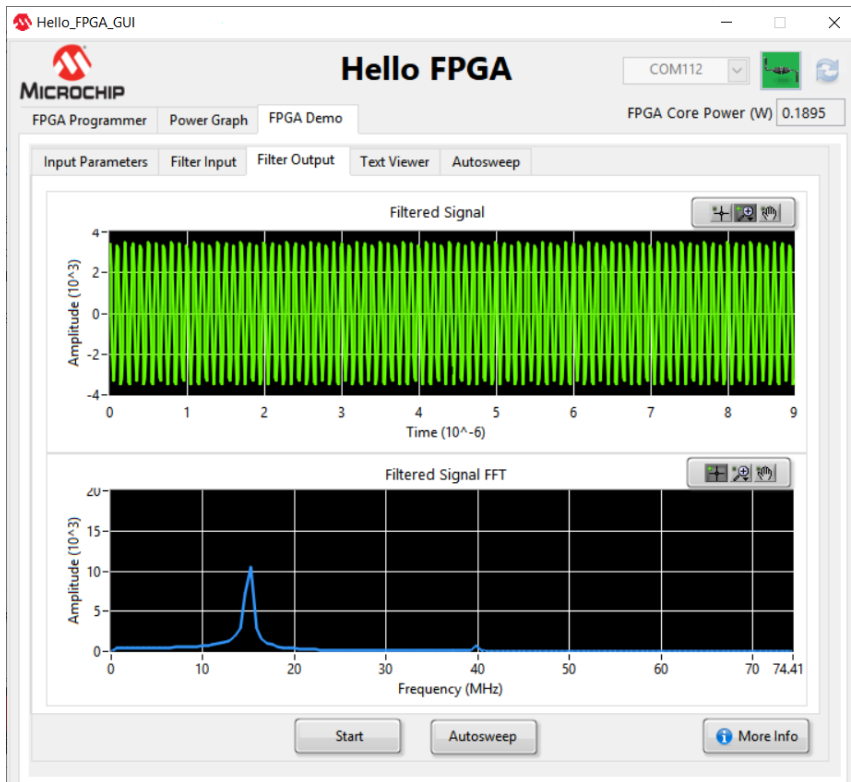 Hello_FPGA_GUI
MICROCHIP
Hello FPGA
COM112
FPGA Programmer
Power Graph
FPGA Demo
FPGA Core Power (W) 0.1895
Input Parameters
Filter Input
Filter Output
Text Viewer
Autosweep
Filtered Signal
Amplitude (10^3)
4
2
0
-2
-4
0 1 2 3 4 5 6 7 8 9
Time (10^-6)
Filtered Signal FFT
Amplitude (10^3)
20
15
10
5
0
0 10 20 30 40 50 60 70 74.41
Frequency (MHz)
Start
Autosweep
More Info